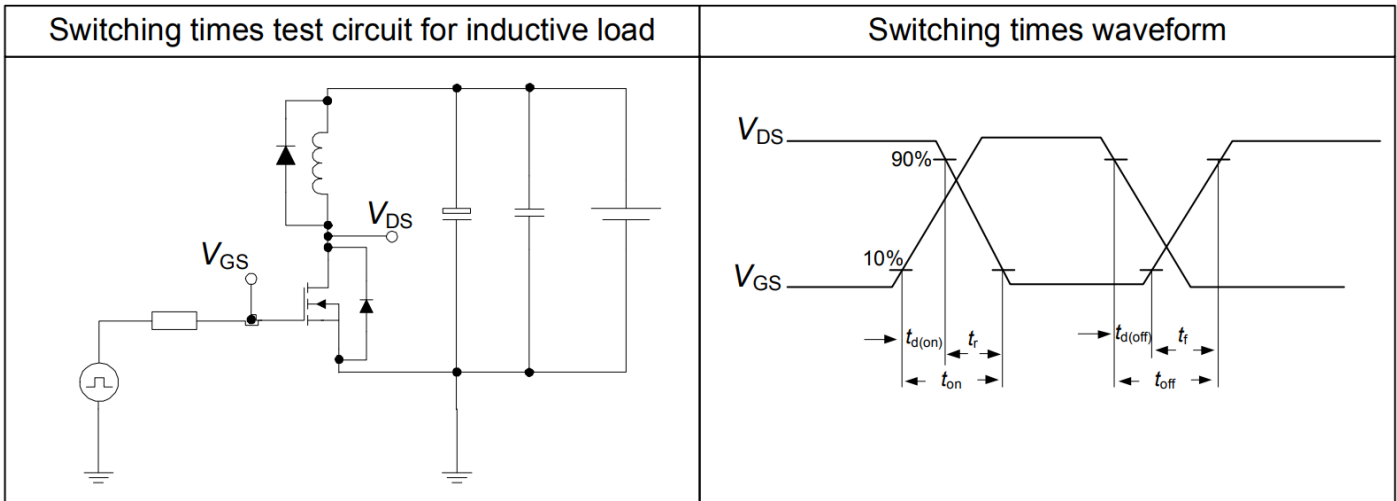 Switching times test circuit for inductive load
Switching times waveform
VDS
VGS
VDS
90%
10%
VGS
td(on)
tr
td(off)
tf
ton
toff